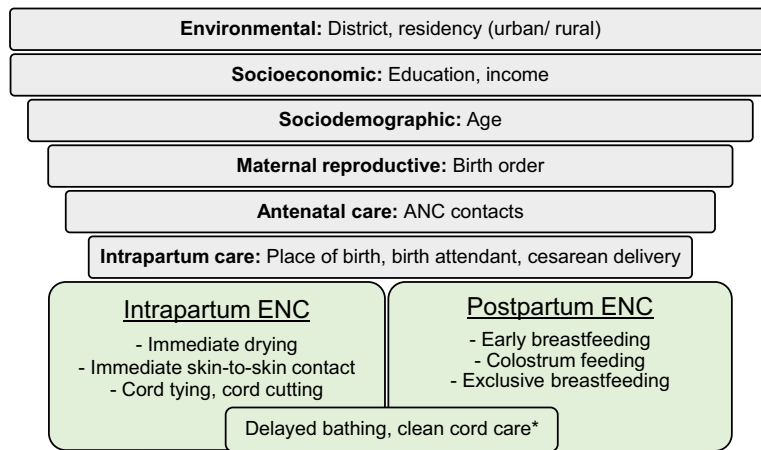 Environmental: District, residency (urban/ rural)
Socioeconomic: Education, income
Sociodemographic: Age
Maternal reproductive: Birth order
Antenatal care: ANC contacts
Intrapartum care: Place of birth, birth attendant, cesarean delivery
Intrapartum ENC
- Immediate drying
- Immediate skin-to-skin contact
- Cord tying, cord cutting
Postpartum ENC
- Early breastfeeding
- Colostrum feeding
- Exclusive breastfeeding
Delayed bathing, clean cord care*